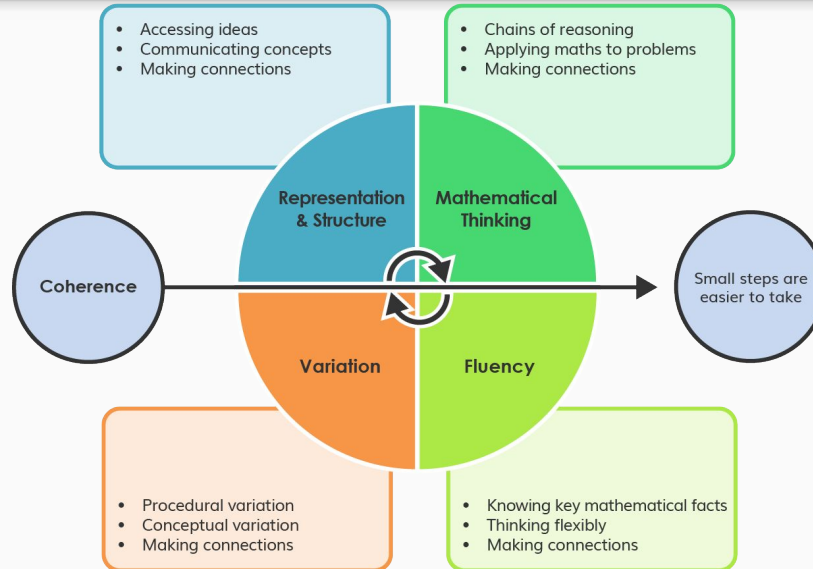 • Accessing ideas
• Communicating concepts
• Making connections
• Chains of reasoning
• Applying maths to problems
• Making connections
Representation
& Structure
Mathematical
Thinking
Coherence
Small steps are
easier to take
Variation
Fluency
• Procedural variation
• Conceptual variation
• Making connections
• Knowing key mathematical facts
• Thinking flexibly
• Making connections